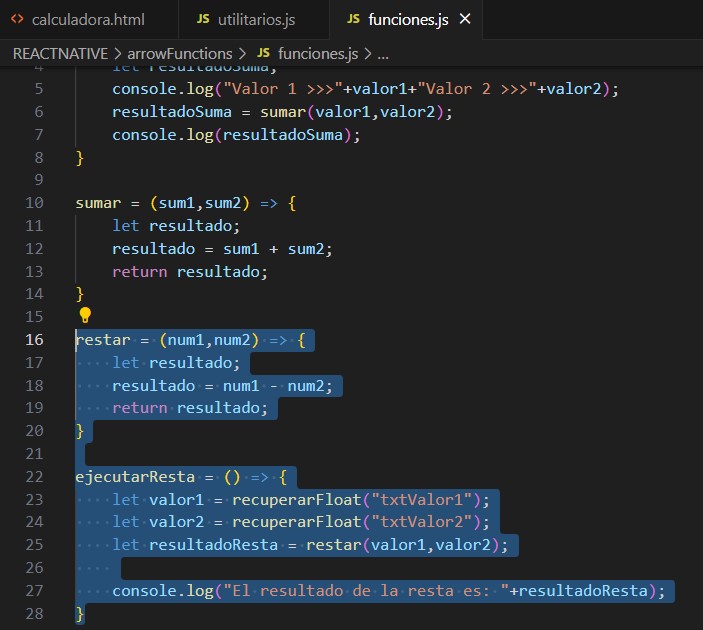 <> calculadora.html JS utilitarios.js JS funciones.js ×
REACTNATIVE > arrowFunctions > JS funciones.js > ...
4 let resultadoSuma;
5 console.log("Valor 1 >>>"+valor1+"Valor 2 >>>"+valor2);
6 resultadoSuma = sumar(valor1,valor2);
7 console.log(resultadoSuma);
8 }
9
10 sumar = (sum1,sum2) => {
11 let resultado;
12 resultado = sum1 + sum2;
13 return resultado;
14 }
15
16 restar = (num1,num2) => {
17 let resultado;
18 resultado = num1 - num2;
19 return resultado;
20 }
21
22 ejecutarResta = () => {
23 let valor1 = recuperarFloat("txtValor1");
24 let valor2 = recuperarFloat("txtValor2");
25 let resultadoResta = restar(valor1,valor2);
26
27 console.log("El resultado de la resta es: "+resultadoResta);
28 }